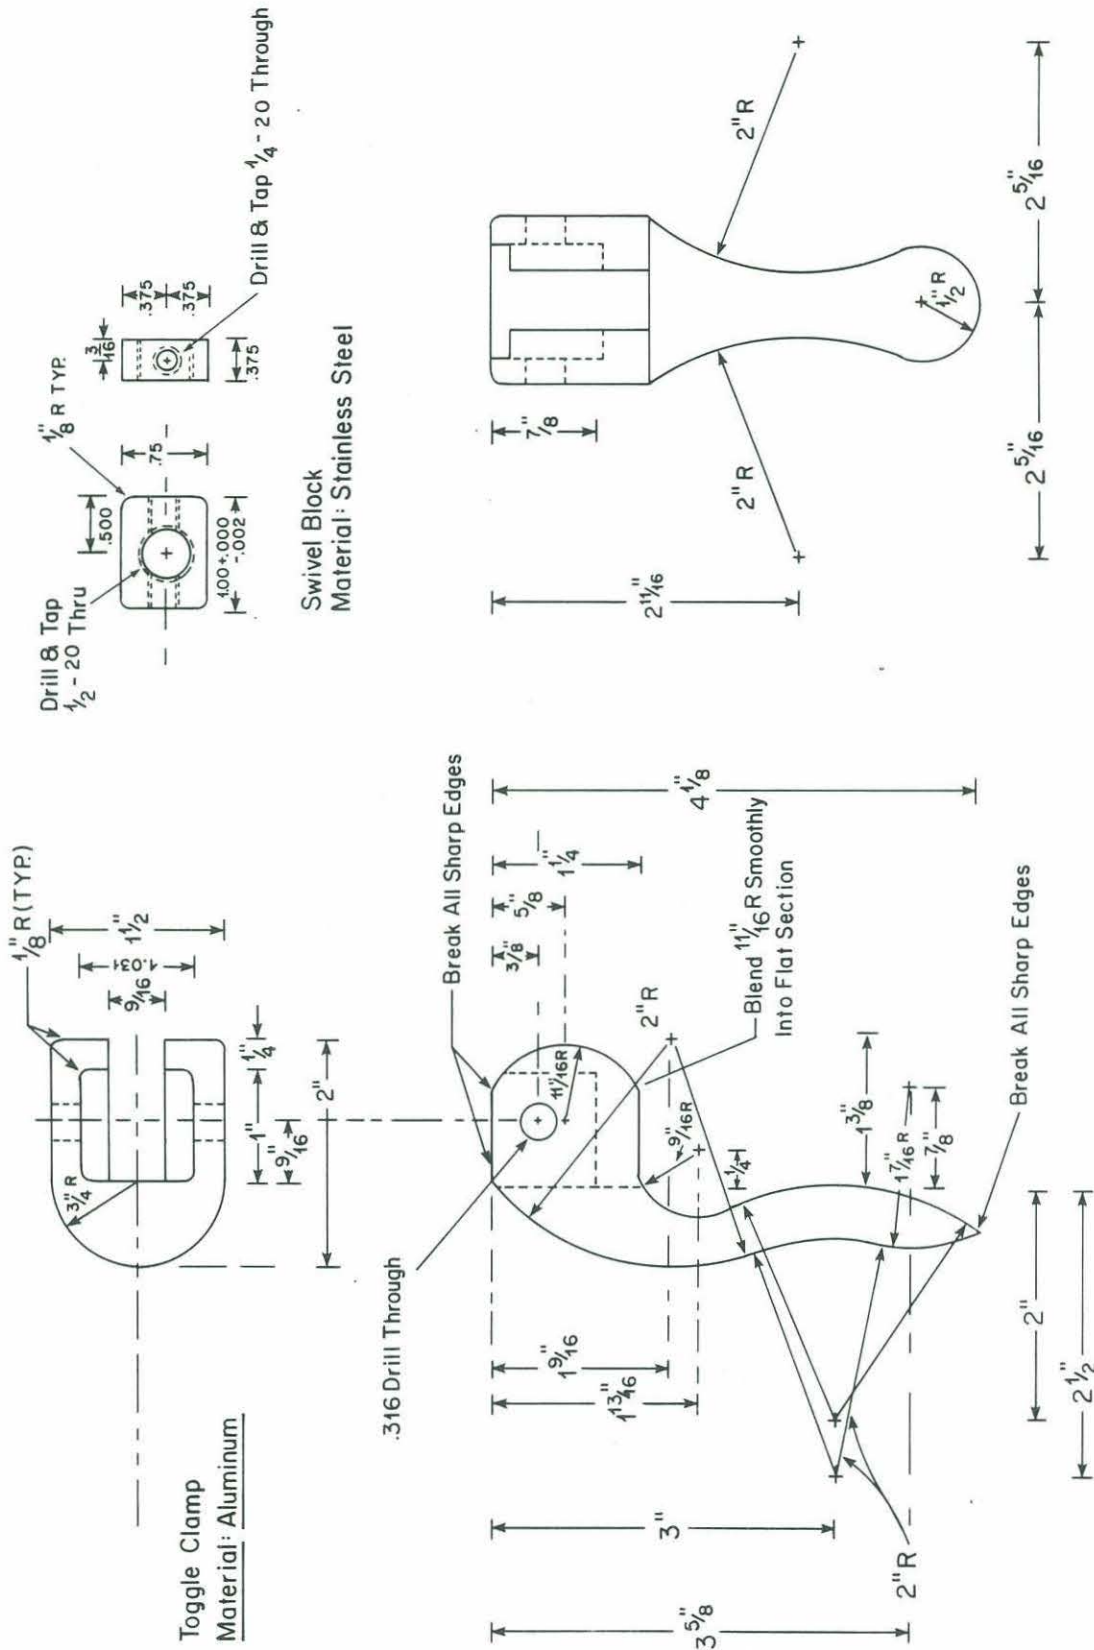 Drill & Tap
1/2 - 20 Thru
1/8" R TYP.
.500
1.00 +.000
-.002
.75
3/16
.375
.375
.375
Drill & Tap 1/4 - 20 Through
Swivel Block
Material: Stainless Steel
2 11/16"
7/8"
2" R
2" R
1/2" R
2 5/16"
2 5/16"
Toggle Clamp
Material: Aluminum
3/4" R
1/8" R (TYP.)
9/16"
1"
1/4"
2"
9/16
1.031
1 1/2"
.316 Drill Through
Break All Sharp Edges
3/8"
5/8"
1 1/4"
4 1/8"
11/16 R
2" R
Blend 11/16" R Smoothly
Into Flat Section
9/16" R
1/4"
1 9/16"
1 13/16"
3"
3 5/8"
2" R
1 3/8"
1 7/16" R
7/8"
2"
2 1/2"
Break All Sharp Edges